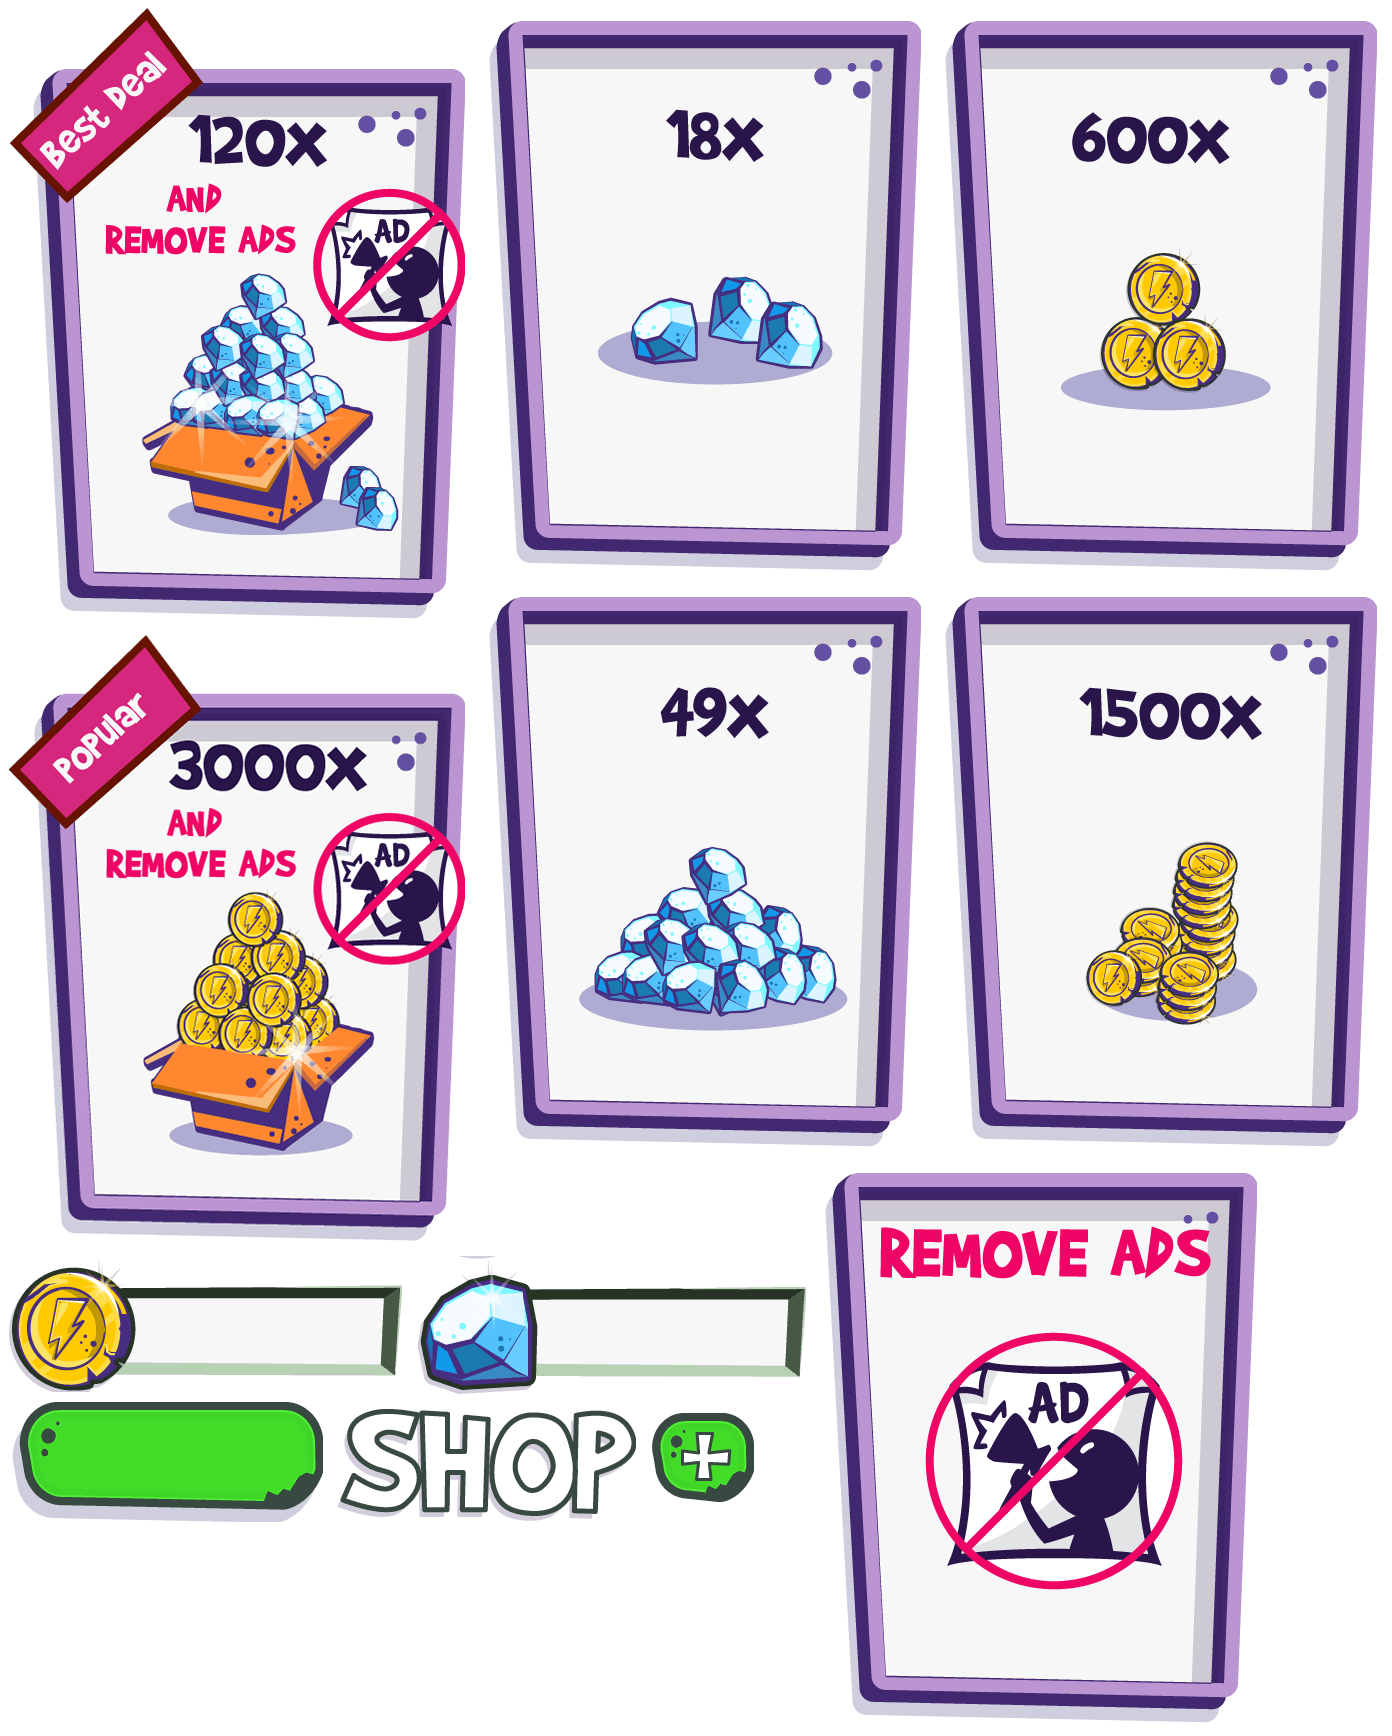 Best Deal
120X
AND
REMOVE ADS
AD
18X
600X
Popular
3000X
AND
REMOVE ADS
AD
49X
1500X
REMOVE ADS
AD
SHOP
+